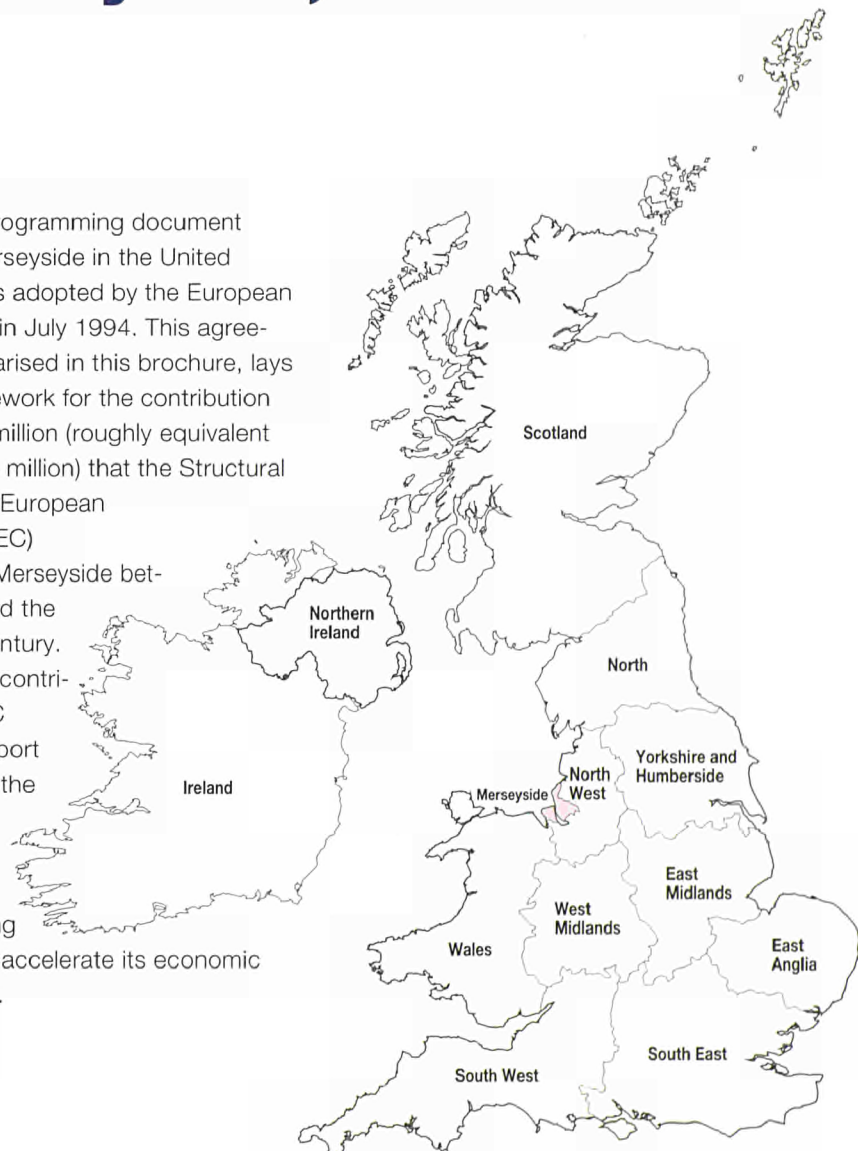 ogramming document
rseyside in the United
s adopted by the European
in July 1994. This agree-
arised in this brochure, lays
ework for the contribution
million (roughly equivalent
million) that the Structural
European
EC)
Merseyside bet-
d the
ntury.
contri-
C
port
the
g
accelerate its economic
Scotland
Northern
Ireland
North
Yorkshire and
Humberside
North
West
Merseyside
Ireland
East
Midlands
West
Midlands
East
Anglia
Wales
South East
South West